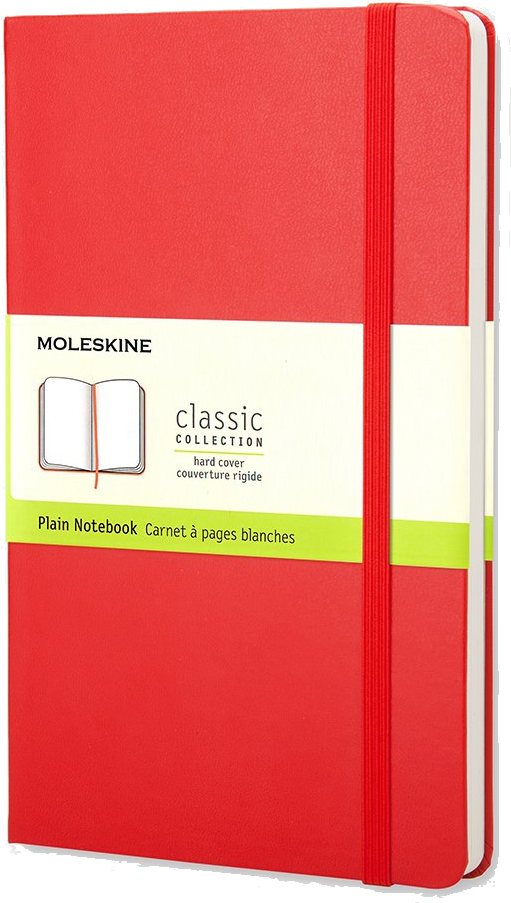 MOLESKINE
classic
COLLECTION
hard cover
couverture rigide
Plain Notebook Carnet à pages blanches